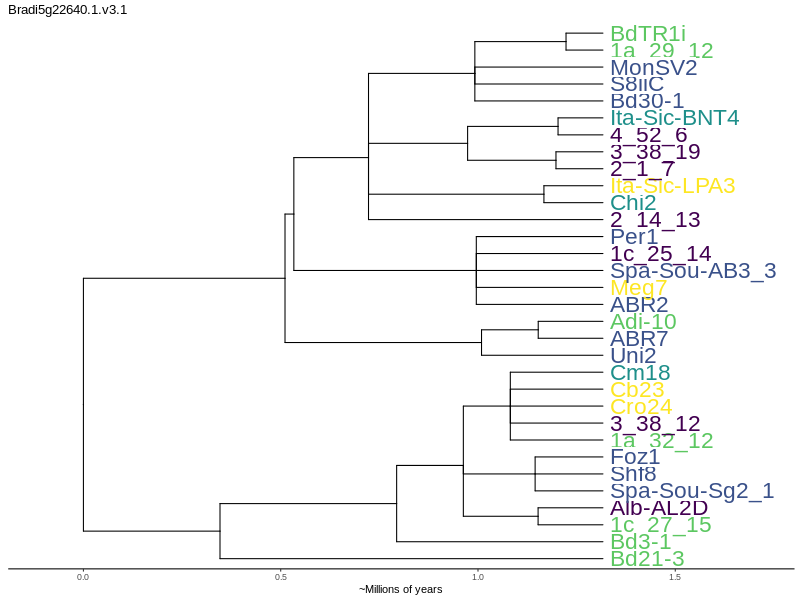 Bradi5g22640.1.v3.1
BdTR1i
1a_29_12
MonSV2
S8iiC
Bd30-1
Ita-Sic-BNT4
4_52_6
3_38_19
2_1_7
Ita-Sic-LPA3
Chi2
2_14_13
Per1
1c_25_14
Spa-Sou-AB3_3
Meg7
ABR2
Adi-10
ABR7
Uni2
Cm18
Cb23
Cro24
3_38_12
1a_32_12
Foz1
Shf8
Spa-Sou-Sg2_1
Alb-AL2D
1c_27_15
Bd3-1
Bd21-3
0.0 0.5 1.0 1.5
~Millions of years